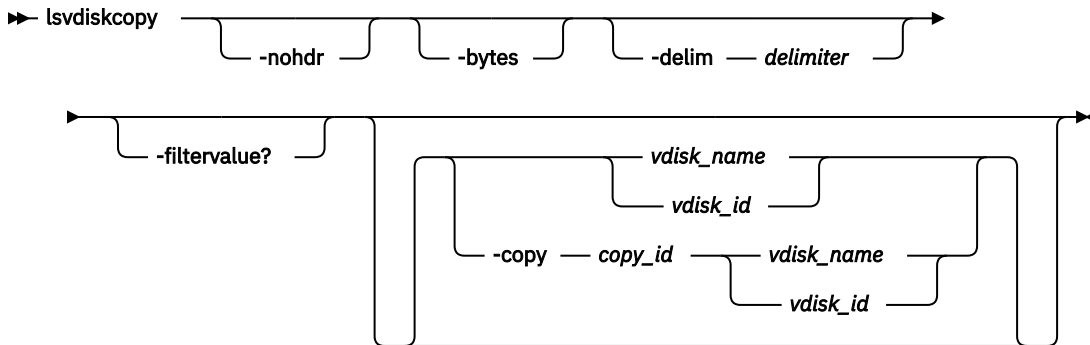 lsvdiskcopy
-nohdr -bytes -delim delimiter
-filtervalue?
vdisk_name
vdisk_id
-copy copy_id vdisk_name
vdisk_id